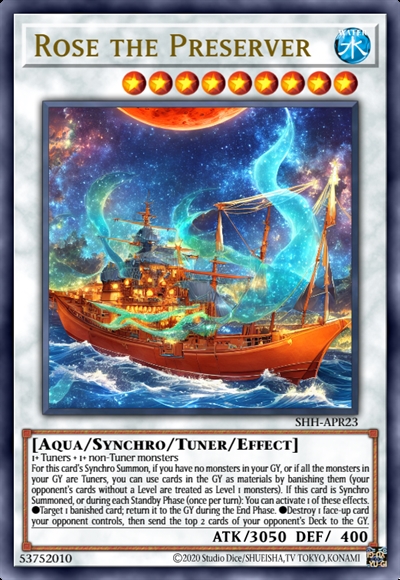 ROSE THE PRESERVER
WATER
水
SHH-APR23
[AQUA/SYNCHRO/TUNER/EFFECT]
1+ Tuners + 1+ non-Tuner monsters
For this card's Synchro Summon, if you have no monsters in your GY, or if all the monsters in
your GY are Tuners, you can use cards in the GY as materials by banishing them (your
opponent's cards without a Level are treated as Level 1 monsters). If this card is Synchro
Summoned, or during each Standby Phase (once per turn): You can activate 1 of these effects.
●Target 1 banished card; return it to the GY during the End Phase. ●Destroy 1 face-up card
your opponent controls, then send the top 2 cards of your opponent's Deck to the GY.
ATK/3050 DEF/ 400
53752010
©2020 Studio Dice/SHUEISHA,TV TOKYO,KONAMI